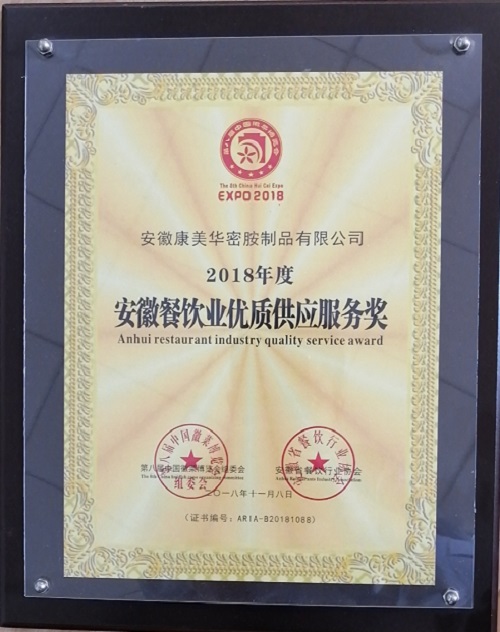 The 8th China Hui Cai Expo
EXPO 2018
安徽康美华密胺制品有限公司
2018年度
安徽餐饮业优质供应服务奖
Anhui restaurant industry quality service award
第八届中国徽菜博览会组委会
安徽省餐饮行业协会
二〇一八年十一月八日
(证书编号:ARIIA-B20181088)